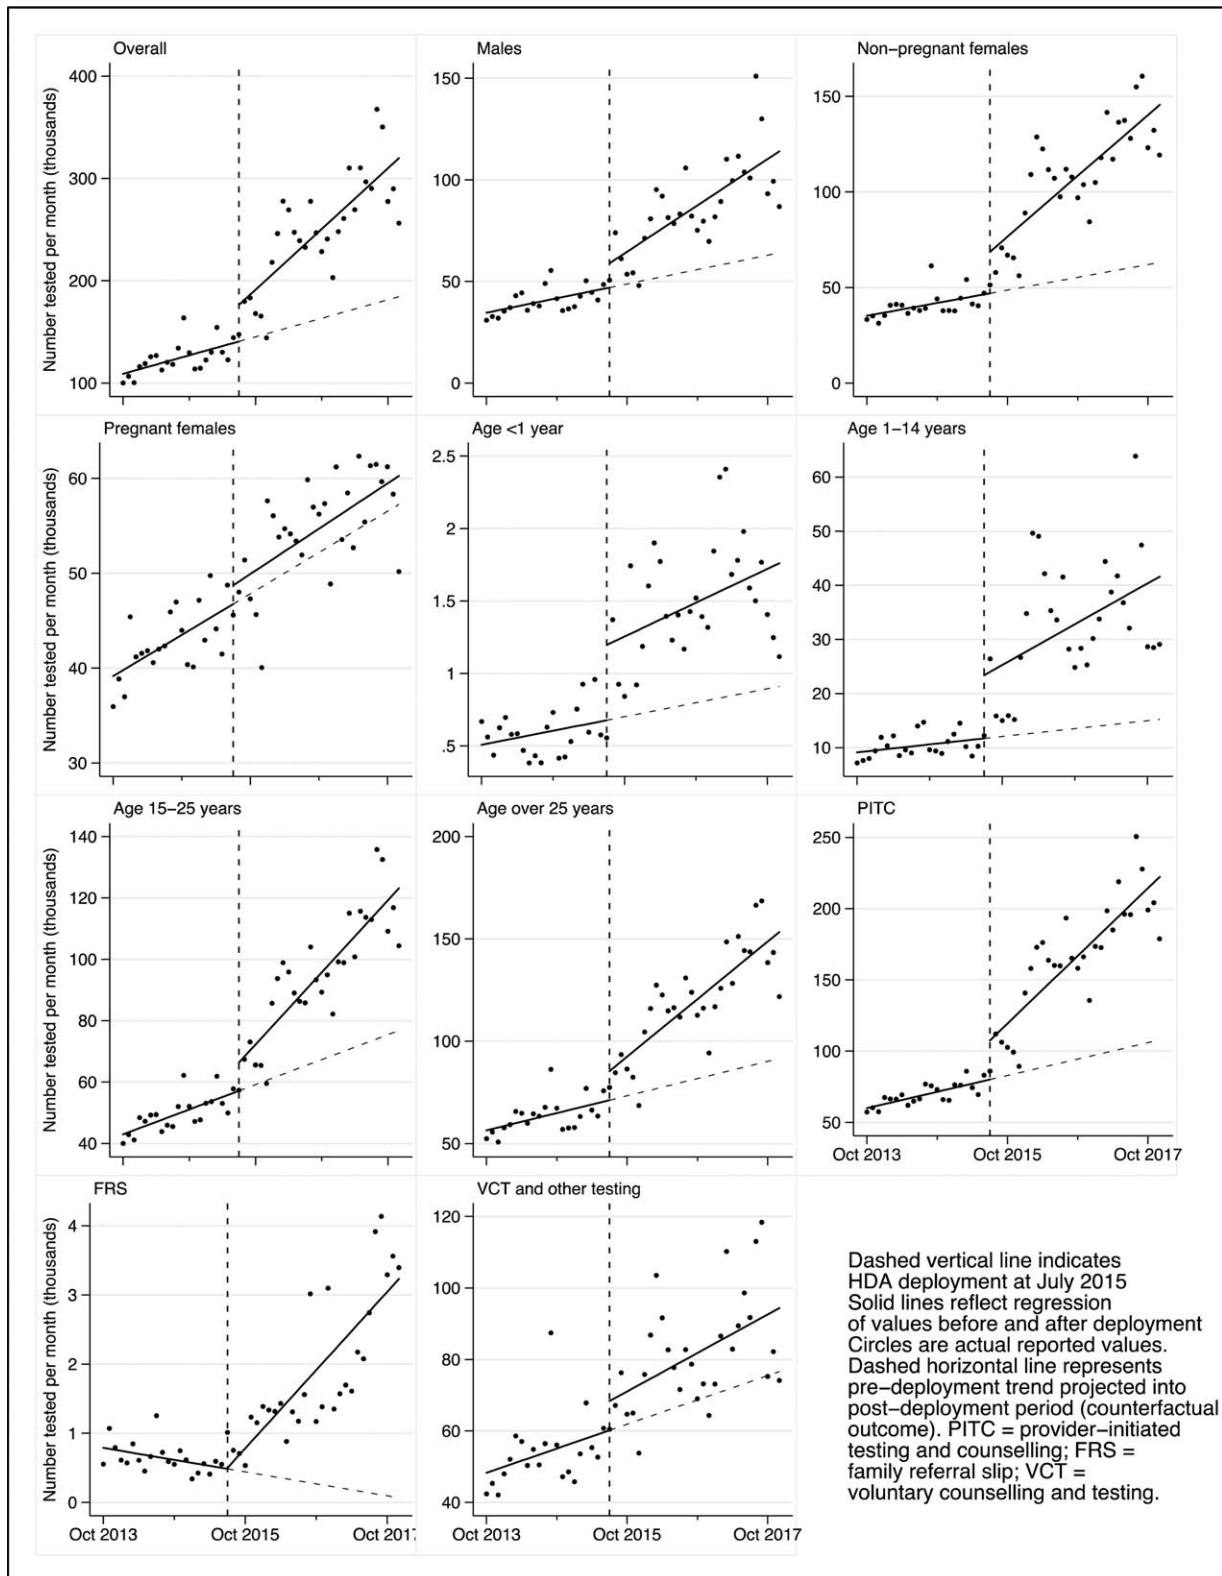 Overall
Males
Non-pregnant females
Number tested per month (thousands)
400
300
200
100
150
100
50
0
150
100
50
0
Pregnant females
Age <1 year
Age 1–14 years
Number tested per month (thousands)
60
50
40
30
2.5
2
1.5
1
.5
60
50
40
30
20
10
Age 15–25 years
Age over 25 years
PITC
Number tested per month (thousands)
140
120
100
80
60
40
200
150
100
50
250
200
150
100
50
Oct 2013
Oct 2015
Oct 2017
FRS
VCT and other testing
Number tested per month (thousands)
4
3
2
1
0
Oct 2013
Oct 2015
Oct 2017
120
100
80
60
40
Oct 2013
Oct 2015
Oct 2017
Dashed vertical line indicates
HDA deployment at July 2015
Solid lines reflect regression
of values before and after deployment
Circles are actual reported values.
Dashed horizontal line represents
pre–deployment trend projected into
post–deployment period (counterfactual
outcome). PITC = provider–initiated
testing and counselling; FRS =
family referral slip; VCT =
voluntary counselling and testing.